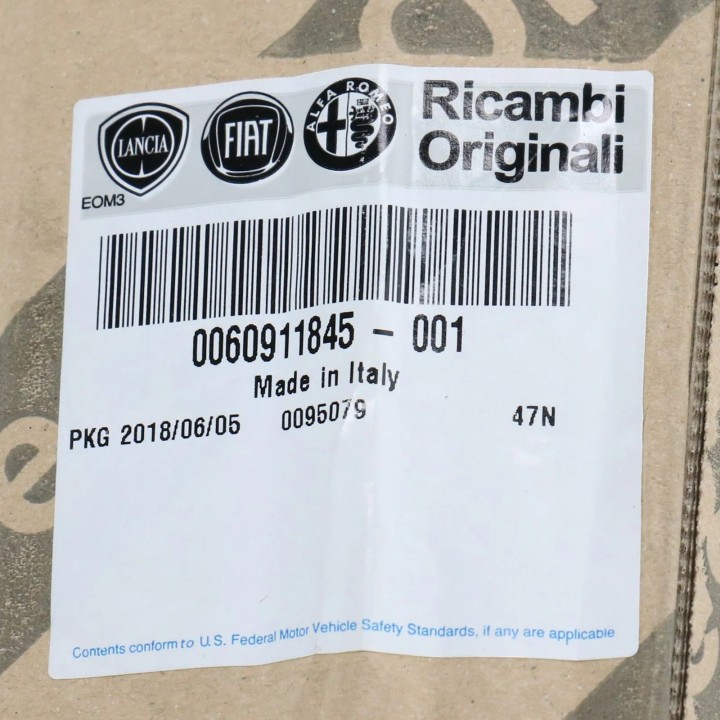 LANCIA
FIAT
ALFA ROMEO
Ricambi
Originali
EOM3
0060911845 - 001
Made in Italy
PKG 2018/06/05 0095079 47N
Contents conform to U.S. Federal Motor Vehicle Safety Standards, if any are applicable